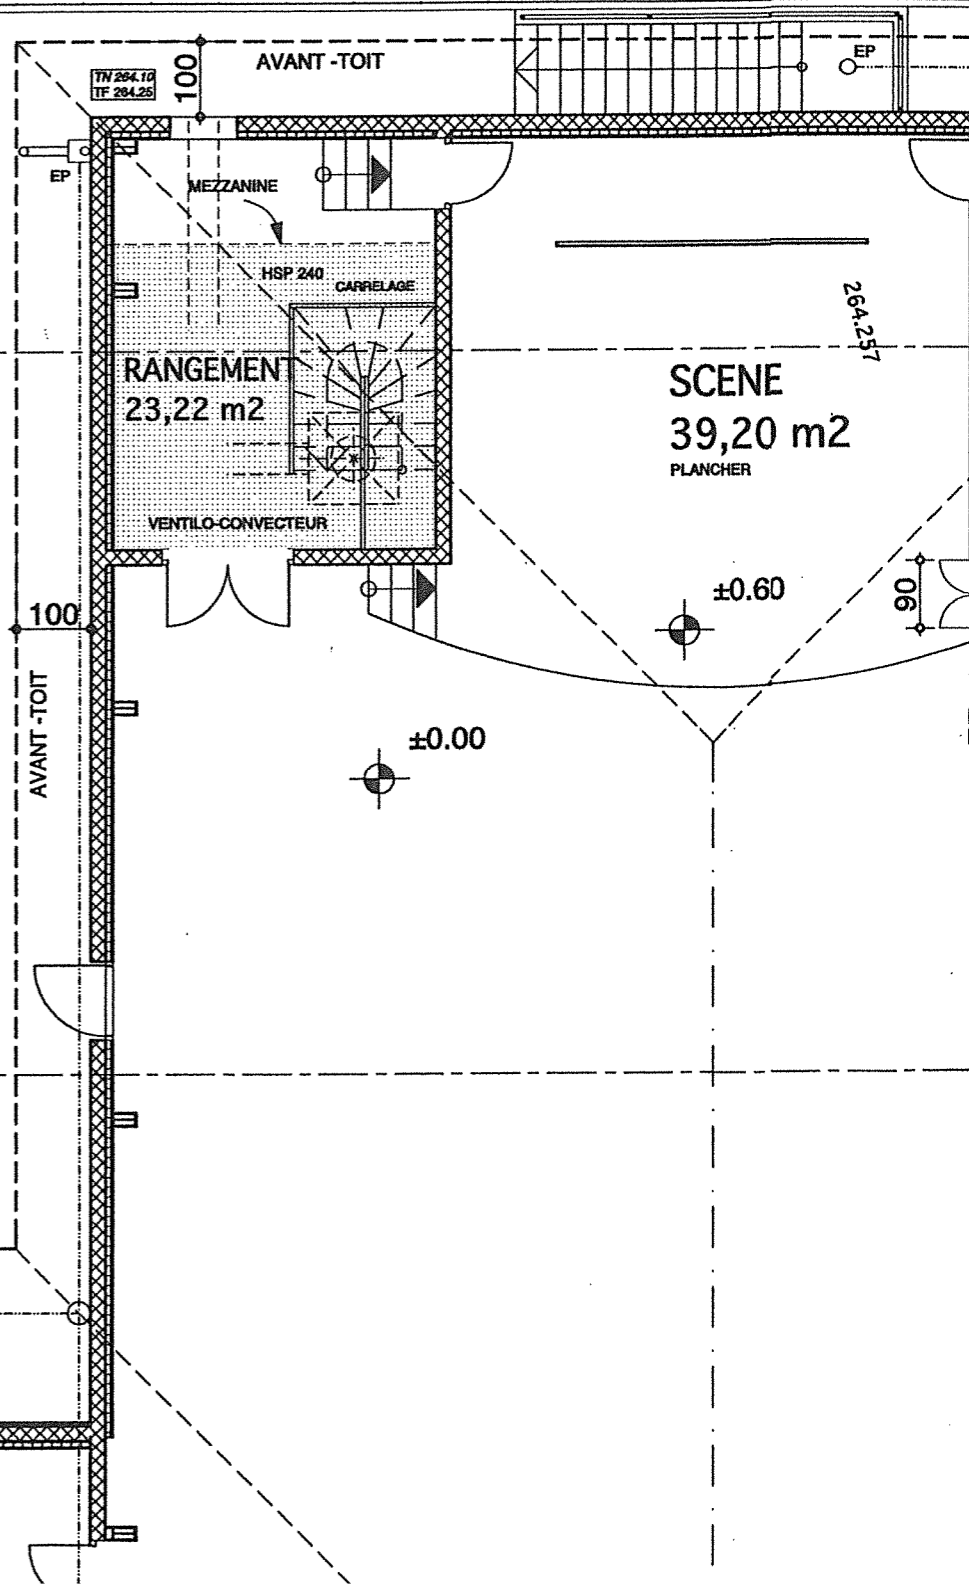 AVANT -TOIT
EP
TN 264.10
TF 264.25
100
EP
MEZZANINE
HSP 240
CARRELAGE
264.257
RANGEMENT
23,22 m2
SCENE
39,20 m2
PLANCHER
VENTILO-CONVECTEUR
±0.60
90
100
AVANT -TOIT
±0.00